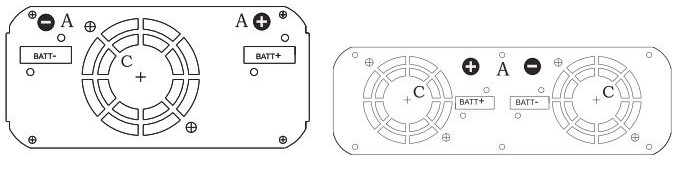 A A
BATT- BATT+
C
A
C C
BATT+ BATT-